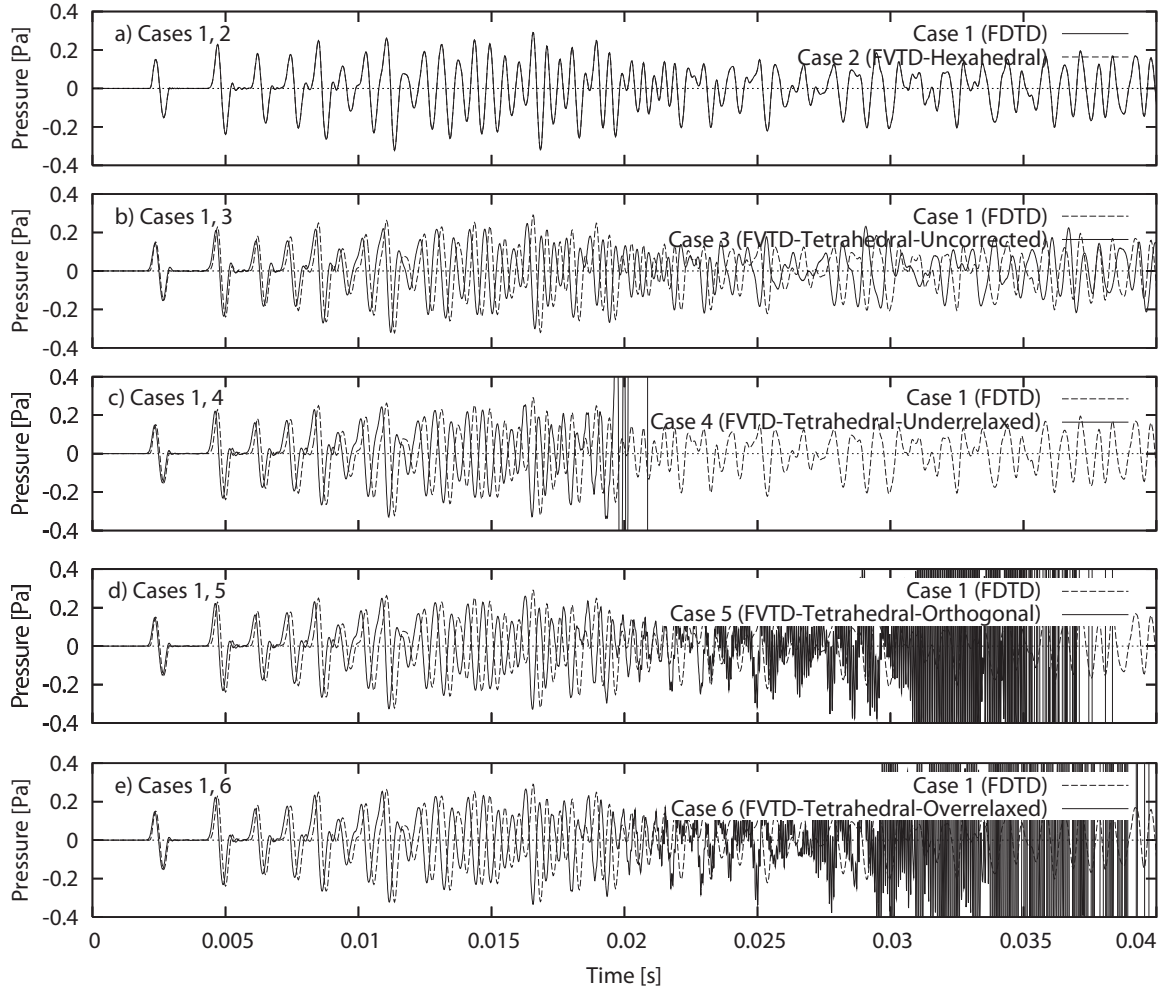 0.4
a) Cases 1, 2
Case 1 (FDTD)
0.2
Case 2 (FVTD-Hexahedral)
0
-0.2
-0.4
Pressure [Pa]
0.4
b) Cases 1, 3
Case 1 (FDTD)
0.2
Case 3 (FVTD-Tetrahedral-Uncorrected)
0
-0.2
-0.4
Pressure [Pa]
0.4
c) Cases 1, 4
Case 1 (FDTD)
0.2
Case 4 (FVTD-Tetrahedral-Underrelaxed)
0
-0.2
-0.4
Pressure [Pa]
0.4
d) Cases 1, 5
Case 1 (FDTD)
0.2
Case 5 (FVTD-Tetrahedral-Orthogonal)
0
-0.2
-0.4
Pressure [Pa]
0.4
e) Cases 1, 6
Case 1 (FDTD)
0.2
Case 6 (FVTD-Tetrahedral-Overrelaxed)
0
-0.2
-0.4
Pressure [Pa]
0 0.005 0.01 0.015 0.02 0.025 0.03 0.035 0.04
Time [s]